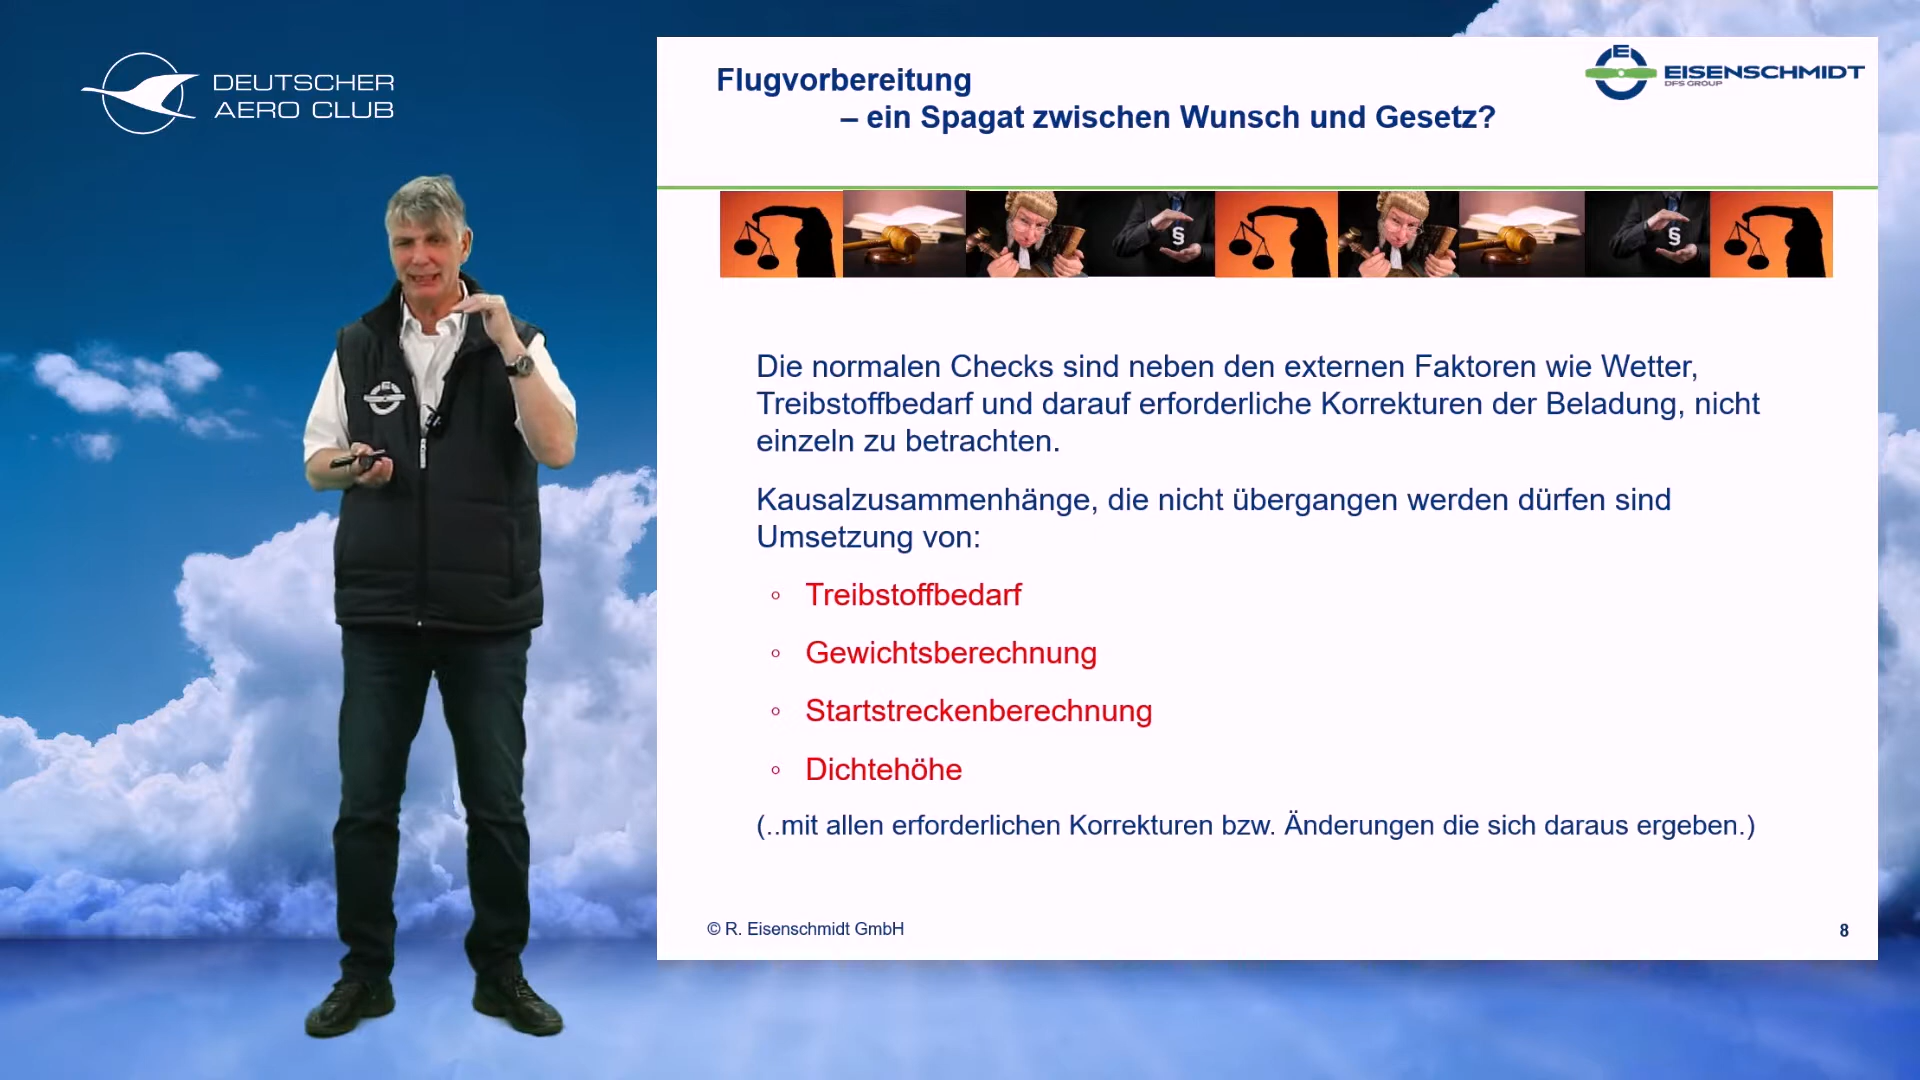 DEUTSCHER
AERO CLUB
Flugvorbereitung
– ein Spagat zwischen Wunsch und Gesetz?
E
EISENSCHMIDT
DFS GROUP
§
§
Die normalen Checks sind neben den externen Faktoren wie Wetter,
Treibstoffbedarf und darauf erforderliche Korrekturen der Beladung, nicht
einzeln zu betrachten.
Kausalzusammenhänge, die nicht übergangen werden dürfen sind
Umsetzung von:
◦ Treibstoffbedarf
◦ Gewichtsberechnung
◦ Startstreckenberechnung
◦ Dichtehöhe
(..mit allen erforderlichen Korrekturen bzw. Änderungen die sich daraus ergeben.)
© R. Eisenschmidt GmbH
8